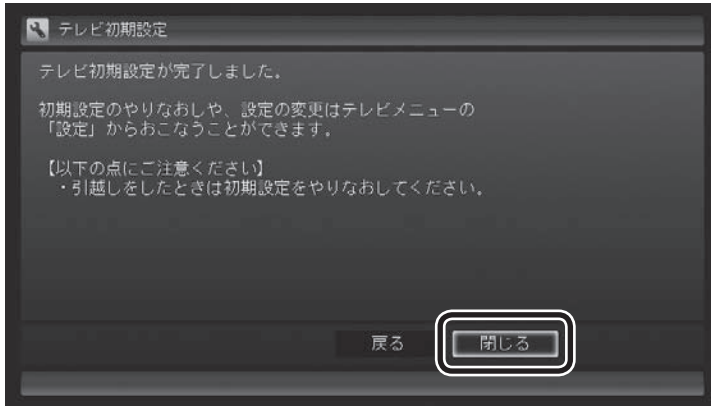 テレビ初期設定
テレビ初期設定が完了しました。
初期設定のやりなおしや、設定の変更はテレビメニューの
「設定」からおこなうことができます。
【以下の点にご注意ください】
・引越しをしたときは初期設定をやりなおしてください。
戻る 閉じる